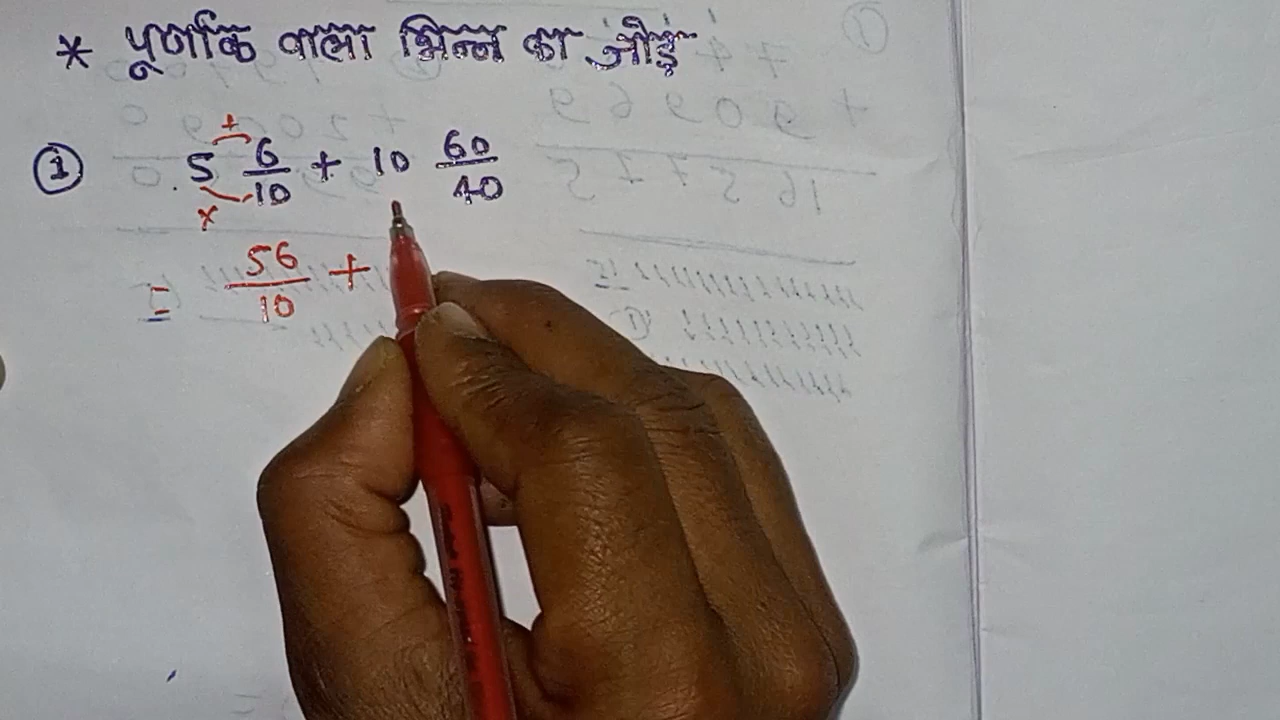 * पूर्णांक वाला भिन्न का जोड़
① 5 6/10 + 10 60/40
= 56/10 +